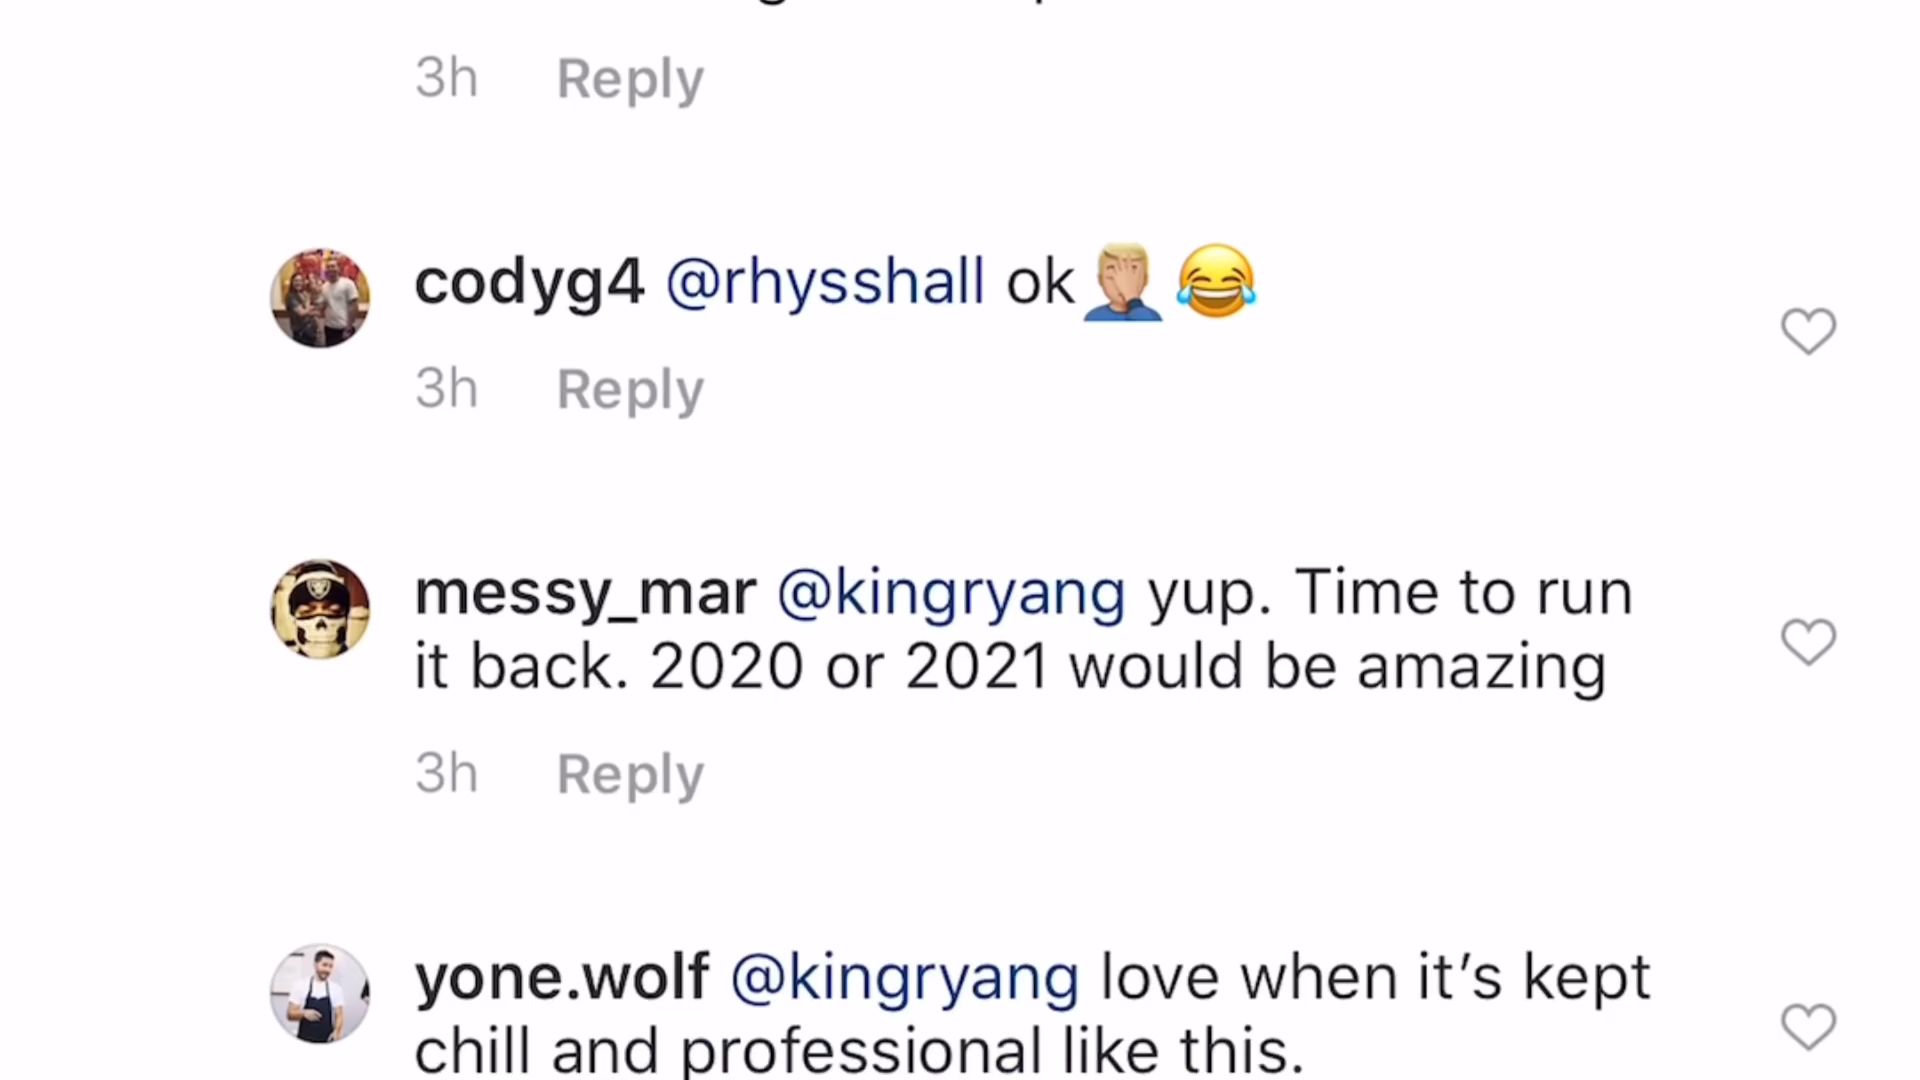 3h Reply
codyg4 @rhysshall ok🤦🏼‍♂️😂
3h Reply
messy_mar @kingryang yup. Time to run
it back. 2020 or 2021 would be amazing
3h Reply
yone.wolf @kingryang love when it’s kept
chill and professional like this.